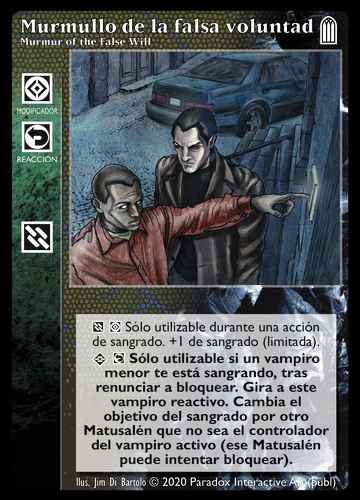 Murmullo de la falsa voluntad
Murmur of the False Will
MODIFICADOR
REACCIÓN
Sólo utilizable durante una acción
de sangrado. +1 de sangrado (limitada).
Sólo utilizable si un vampiro
menor te está sangrando, tras
renunciar a bloquear. Gira a este
vampiro reactivo. Cambia el
objetivo del sangrado por otro
Matusalén que no sea el controlador
del vampiro activo (ese Matusalén
puede intentar bloquear).
Ilus. Jim Di Bartolo © 2020 Paradox Interactive AB (publ)